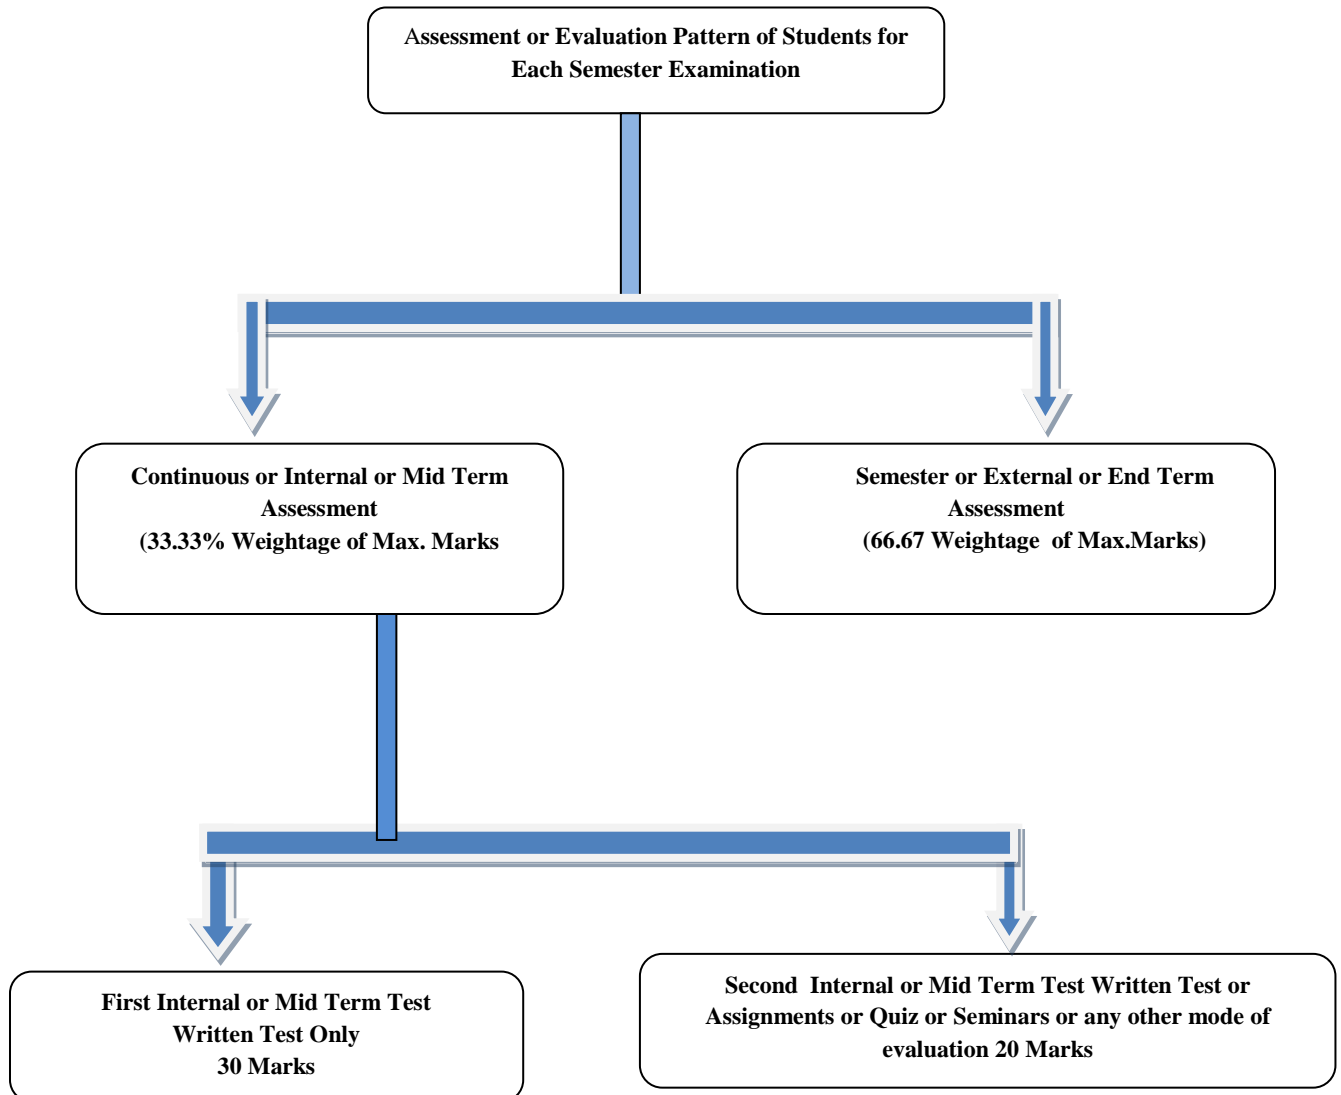 Assessment or Evaluation Pattern of Students for
Each Semester Examination
Continuous or Internal or Mid Term
Assessment
(33.33% Weightage of Max. Marks
Semester or External or End Term
Assessment
(66.67 Weightage of Max.Marks)
First Internal or Mid Term Test
Written Test Only
30 Marks
Second Internal or Mid Term Test Written Test or
Assignments or Quiz or Seminars or any other mode of
evaluation 20 Marks